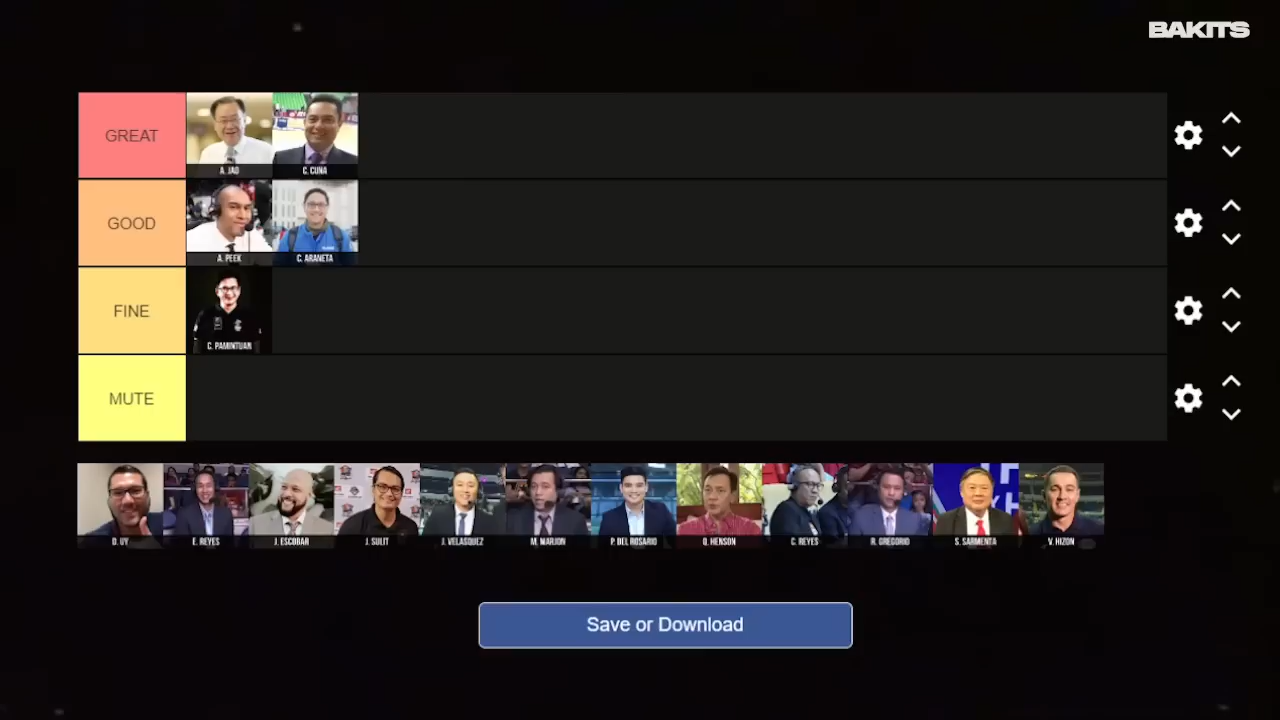 BAKITS
GREAT
A. JAO
C. CUNA
GOOD
A. PEEK
C. ARANETA
FINE
C. PAMINTUAN
MUTE
D. UY
E. REYES
J. ESCOBAR
J. SULIT
J. VELASQUEZ
M. MARJON
P. DEL ROSARIO
Q. HENSON
C. REYES
R. GREGORIO
S. SARMENTA
V. HIZON
Save or Download